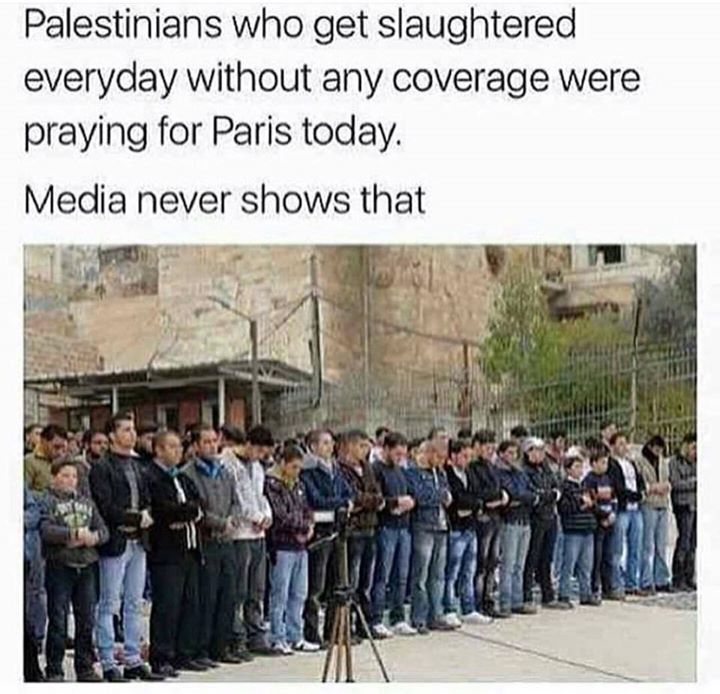 Palestinians who get slaughtered
everyday without any coverage were
praying for Paris today.
Media never shows that